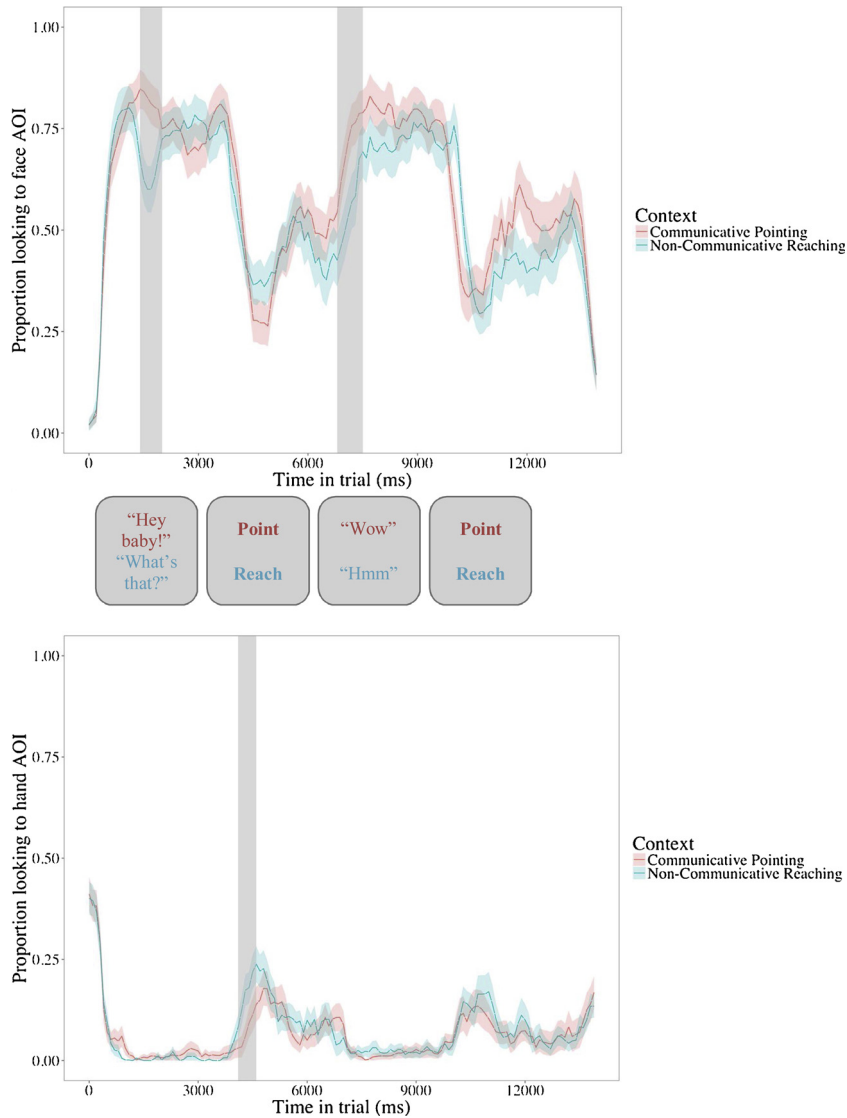 1.00
0.75
0.50
0.25
0.00
Proportion looking to face AOI
0 3000 6000 9000 12000
Time in trial (ms)
Context
Communicative Pointing
Non-Communicative Reaching
“Hey
baby!”
“What’s
that?”
Point
Reach
“Wow”
“Hmm”
Point
Reach
1.00
0.75
0.50
0.25
0.00
Proportion looking to hand AOI
0 3000 6000 9000 12000
Time in trial (ms)
Context
Communicative Pointing
Non-Communicative Reaching